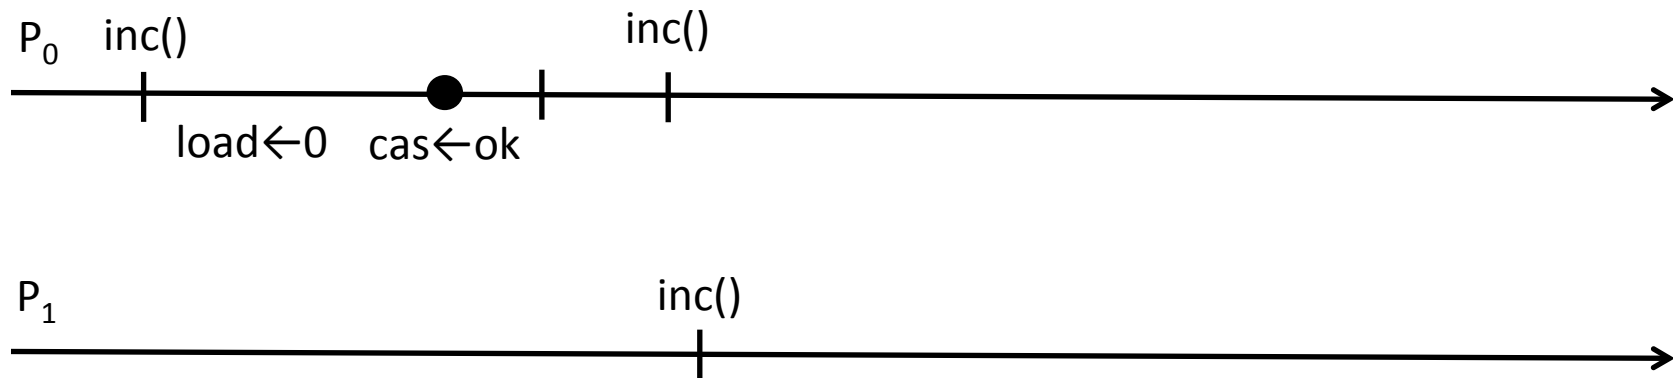 P₀ inc() inc()
load←0 cas←ok
P₁ inc()